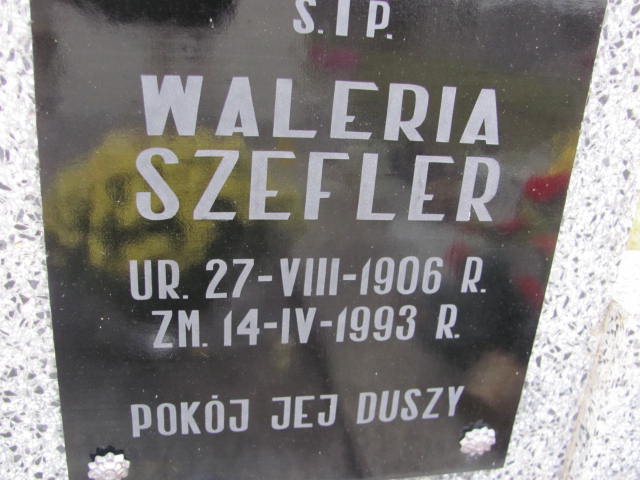 Ś. † P.
WALERIA
SZEFLER
UR. 27-VIII-1906 R.
ZM. 14-IV-1993 R.
POKÓJ JEJ DUSZY